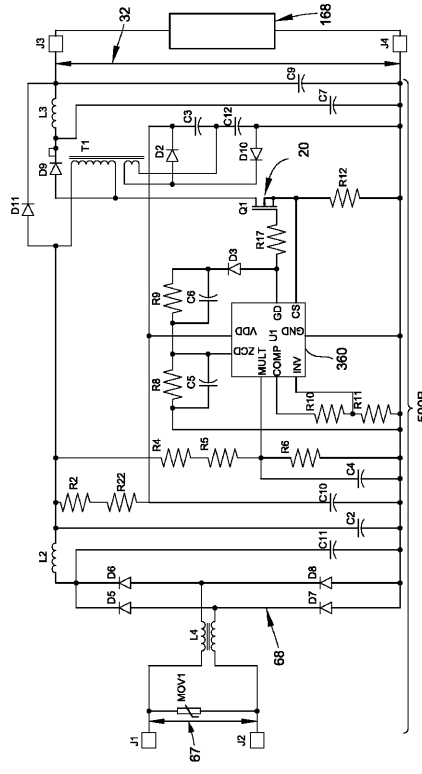 32
168
J3
J4
L3
C9
C7
D11
D9
T1
D2
C3
C12
D10
20
Q1
R12
R17
D3
R9
C6
R8
C5
VDD
GD
ZCD
U1
CS
MULT
COMP
INV
GND
360
R10
R11
R4
R5
R6
C4
R2
R22
C10
C2
C11
L2
D6
D5
D8
D7
68
L4
MOV1
J1
J2
67